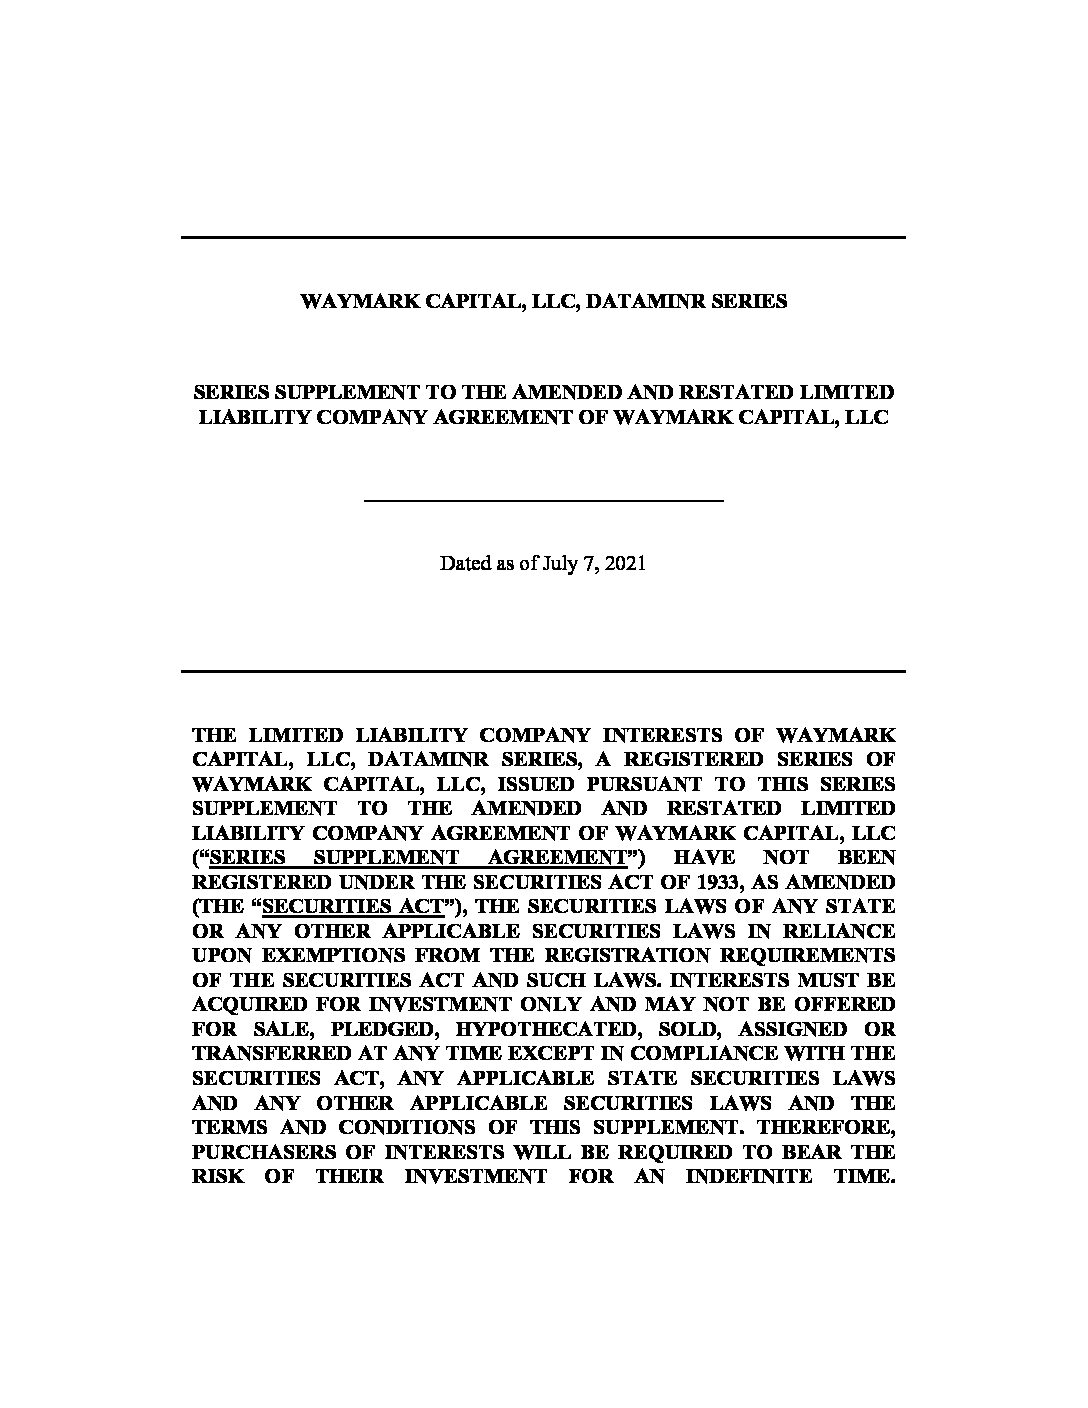 WAYMARK CAPITAL, LLC, DATAMINR SERIES
SERIES SUPPLEMENT TO THE AMENDED AND RESTATED LIMITED
LIABILITY COMPANY AGREEMENT OF WAYMARK CAPITAL, LLC
Dated as of July 7, 2021
THE LIMITED LIABILITY COMPANY INTERESTS OF WAYMARK
CAPITAL, LLC, DATAMINR SERIES, A REGISTERED SERIES OF
WAYMARK CAPITAL, LLC, ISSUED PURSUANT TO THIS SERIES
SUPPLEMENT TO THE AMENDED AND RESTATED LIMITED
LIABILITY COMPANY AGREEMENT OF WAYMARK CAPITAL, LLC
(“SERIES SUPPLEMENT AGREEMENT”) HAVE NOT BEEN
REGISTERED UNDER THE SECURITIES ACT OF 1933, AS AMENDED
(THE “SECURITIES ACT”), THE SECURITIES LAWS OF ANY STATE
OR ANY OTHER APPLICABLE SECURITIES LAWS IN RELIANCE
UPON EXEMPTIONS FROM THE REGISTRATION REQUIREMENTS
OF THE SECURITIES ACT AND SUCH LAWS. INTERESTS MUST BE
ACQUIRED FOR INVESTMENT ONLY AND MAY NOT BE OFFERED
FOR SALE, PLEDGED, HYPOTHECATED, SOLD, ASSIGNED OR
TRANSFERRED AT ANY TIME EXCEPT IN COMPLIANCE WITH THE
SECURITIES ACT, ANY APPLICABLE STATE SECURITIES LAWS
AND ANY OTHER APPLICABLE SECURITIES LAWS AND THE
TERMS AND CONDITIONS OF THIS SUPPLEMENT. THEREFORE,
PURCHASERS OF INTERESTS WILL BE REQUIRED TO BEAR THE
RISK OF THEIR INVESTMENT FOR AN INDEFINITE TIME.